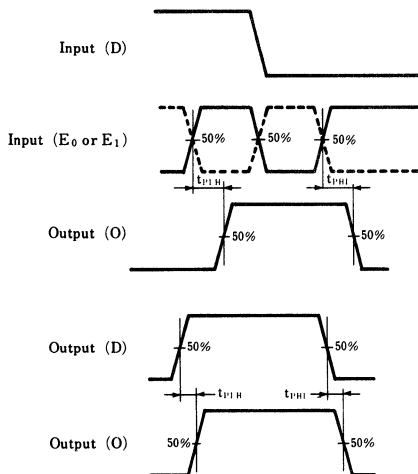 Input (D)
Input (E₀ or E₁)
50% 50% 50%
tPLH tPHL
Output (O)
50% 50%
Output (D)
50% 50%
tPLH tPHL
Output (O)
50% 50%